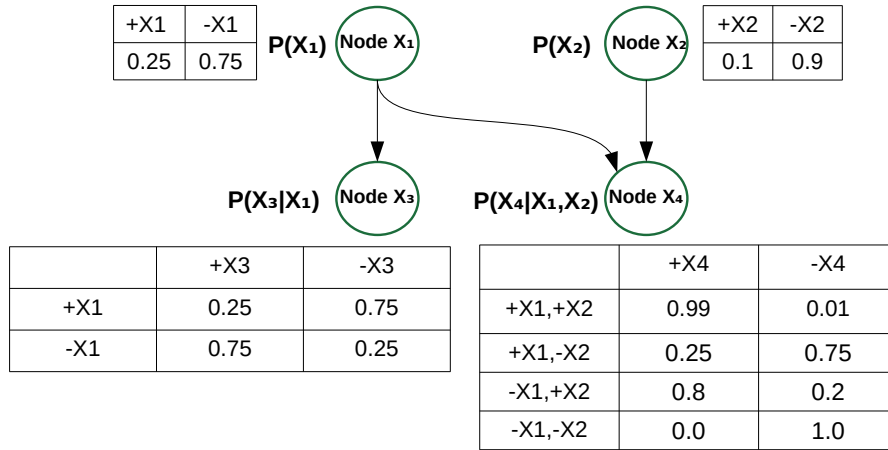 +X1 -X1
0.25 0.75
P(X₁)
Node X₁
P(X₂)
Node X₂
+X2 -X2
0.1 0.9
P(X₃|X₁)
Node X₃
P(X₄|X₁,X₂)
Node X₄
+X3 -X3
+X1 0.25 0.75
-X1 0.75 0.25
+X4 -X4
+X1,+X2 0.99 0.01
+X1,-X2 0.25 0.75
-X1,+X2 0.8 0.2
-X1,-X2 0.0 1.0